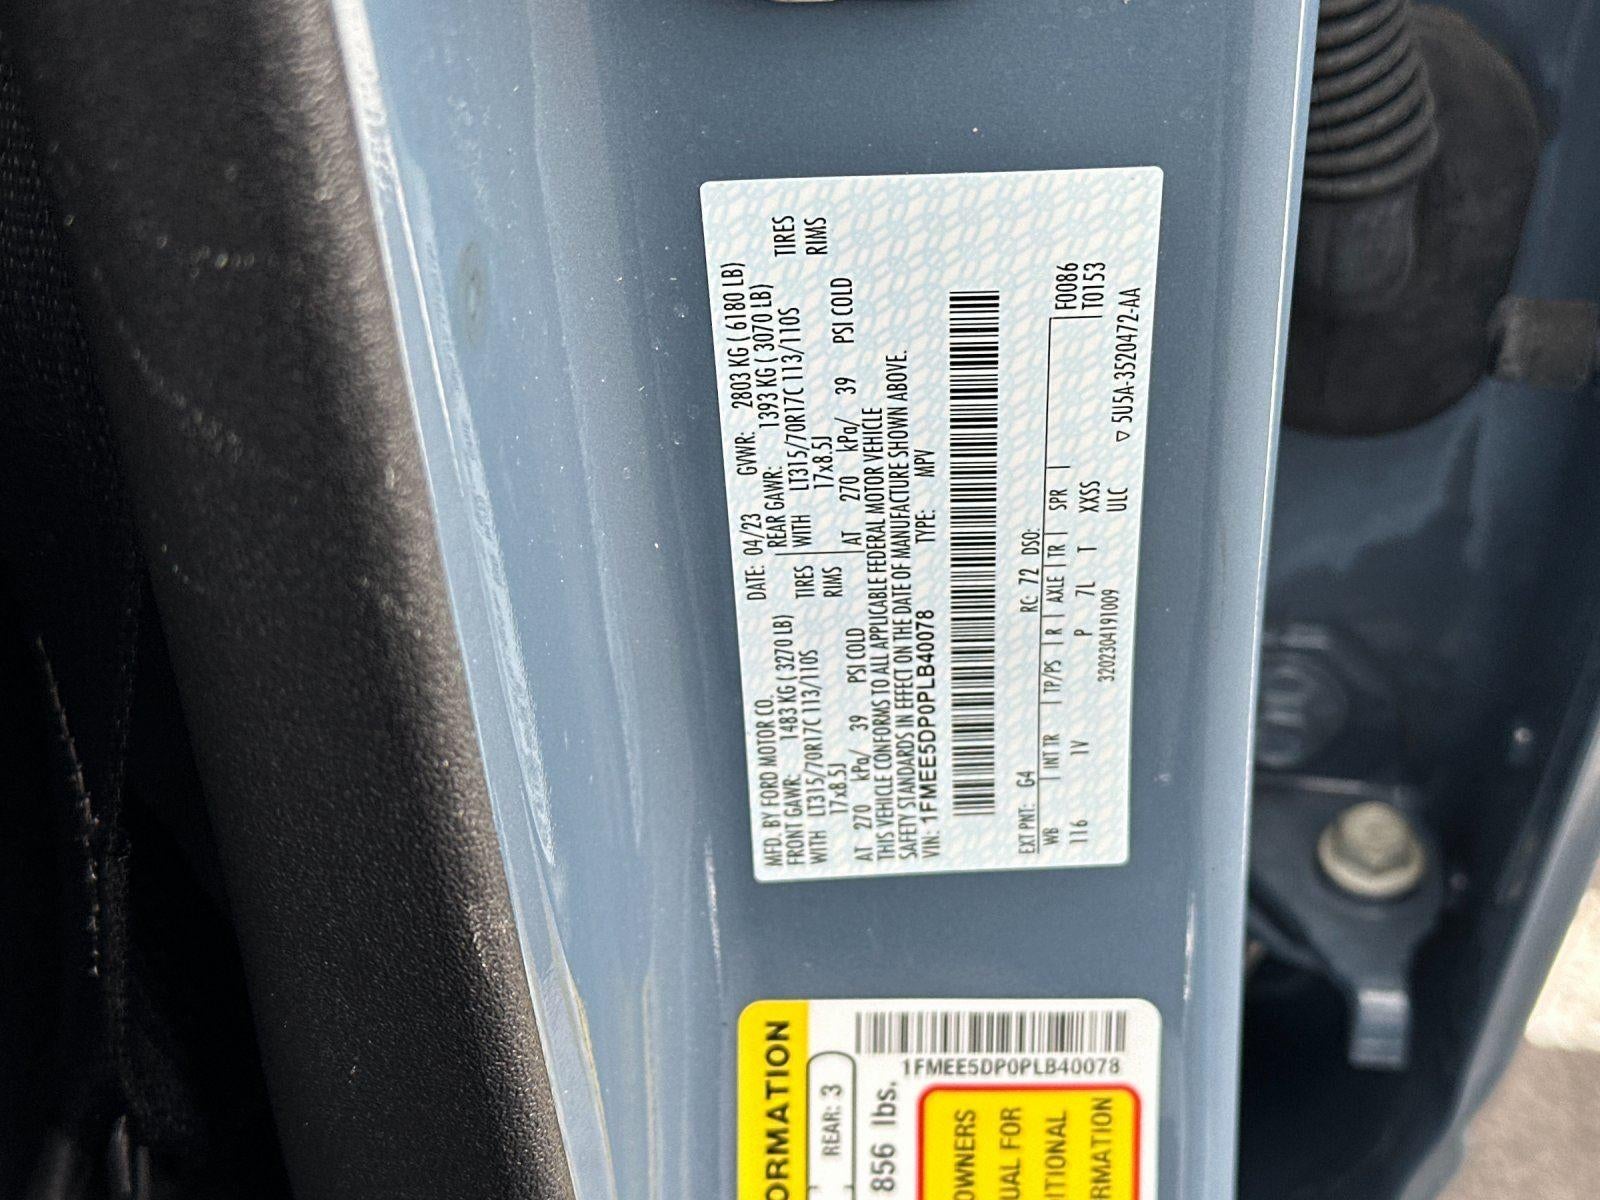 MFD. BY FORD MOTOR CO.
DATE: 04/23 GVWR: 2803 KG ( 6180 LB)
FRONT GAWR: 1483 KG ( 3270 LB)
REAR GAWR: 1393 KG ( 3070 LB)
WITH LT315/70R17C 113/110S TIRES
WITH LT315/70R17C 113/110S TIRES
17x8.5J RIMS
17x8.5J RIMS
AT 270 kPa/ 39 PSI COLD
AT 270 kPa/ 39 PSI COLD
THIS VEHICLE CONFORMS TO ALL APPLICABLE FEDERAL MOTOR VEHICLE
SAFETY STANDARDS IN EFFECT ON THE DATE OF MANUFACTURE SHOWN ABOVE.
VIN: 1FMEE5DP0PLB40078 TYPE: MPV
EXT PNT: G4 RC: 72 DSO:
WB INT TR TP/PS R AXLE TR SPR F0086
116 1V P 7L T XXSS T0153
3202304191009 ULC ▽ 5U5A-3520472-AA
ORMATION
REAR: 3
856 lbs.
1FMEE5DP0PLB40078
OWNERS
UAL FOR
ITIONAL
RMATION